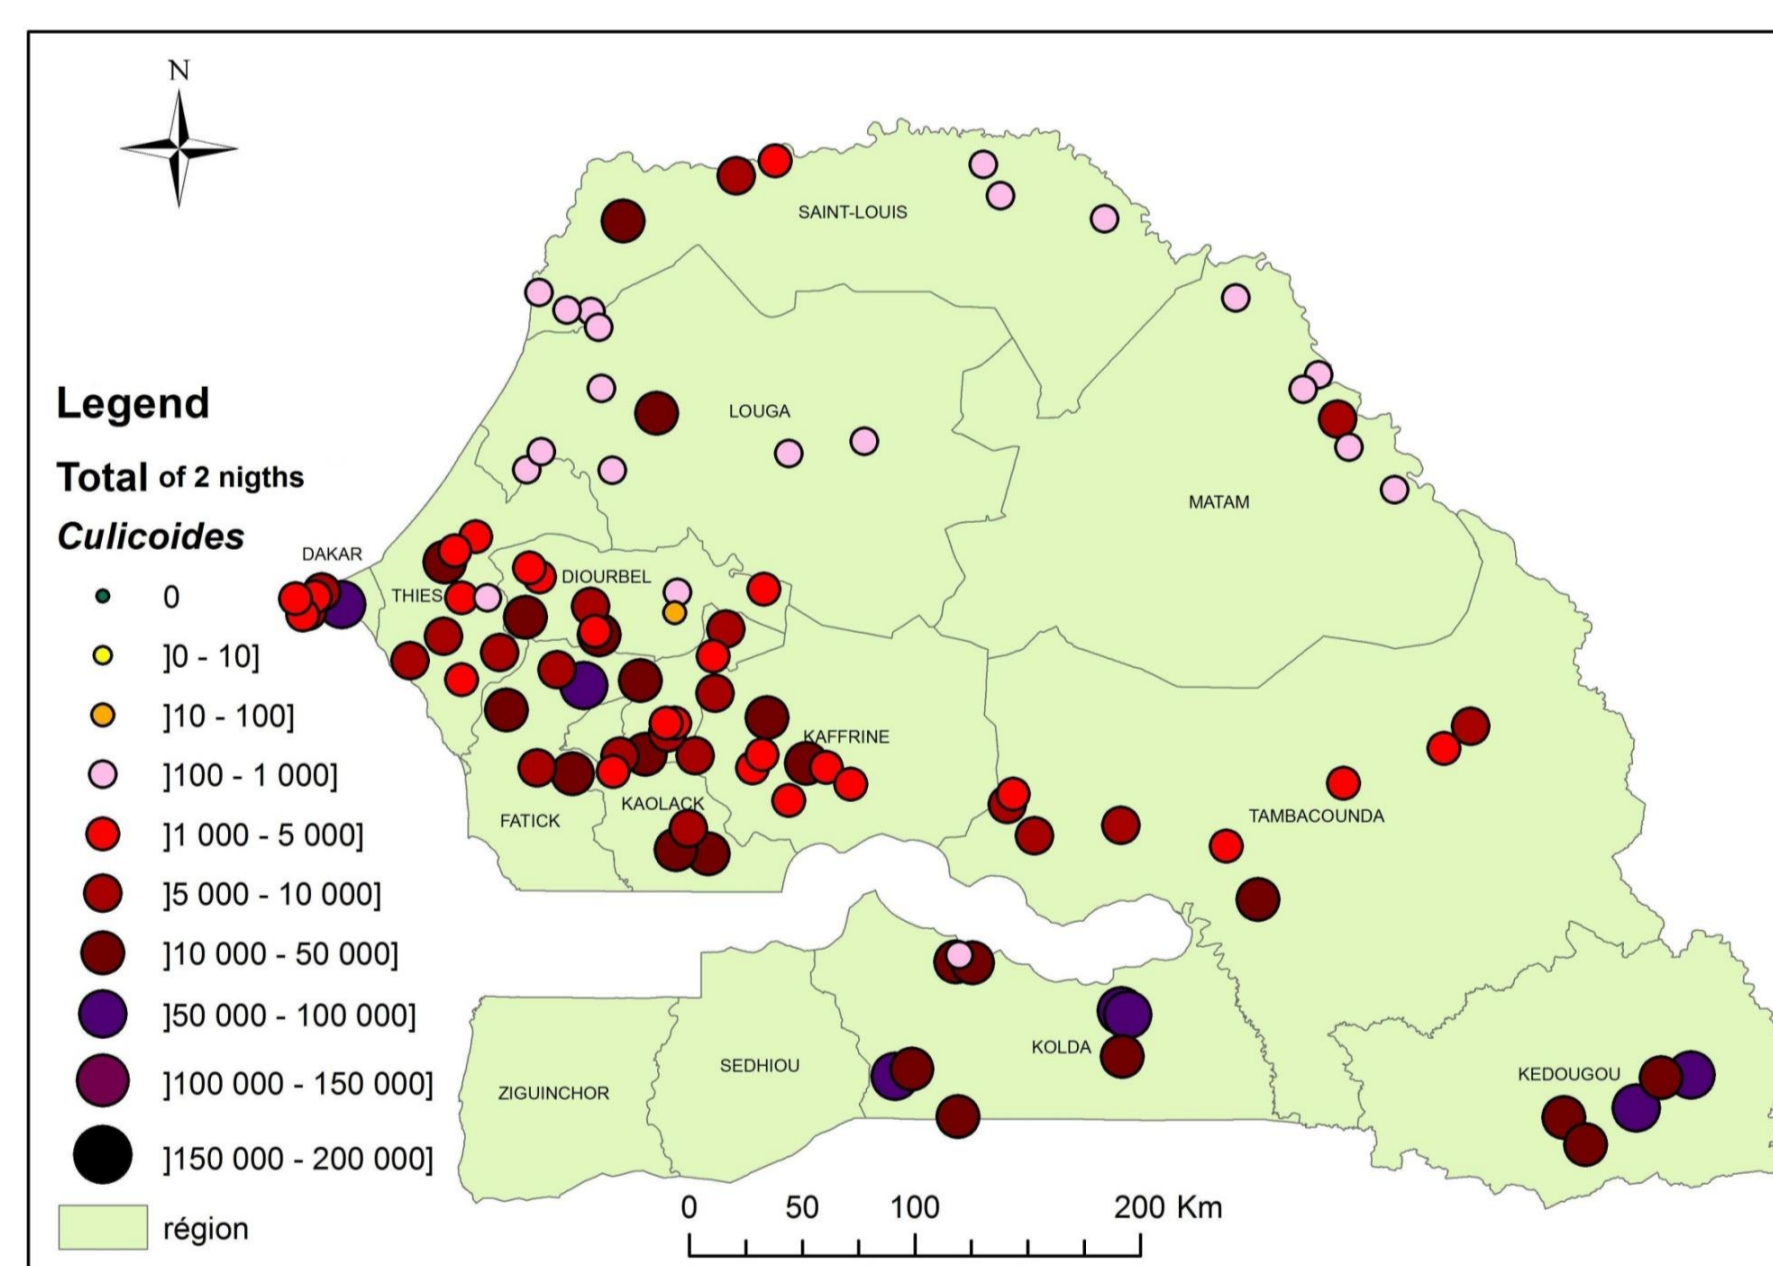 N
SAINT-LOUIS
LOUGA
MATAM
DAKAR
THIES
DIOURBEL
KAFFRINE
KAOLACK
FATICK
TAMBACOUNDA
KOLDA
SEDHIOU
ZIGUINCHOR
KEDOUGOU
Legend
Total of 2 nigths
Culicoides
0
]0 - 10]
]10 - 100]
]100 - 1 000]
]1 000 - 5 000]
]5 000 - 10 000]
]10 000 - 50 000]
]50 000 - 100 000]
]100 000 - 150 000]
]150 000 - 200 000]
région
0 50 100 200 Km